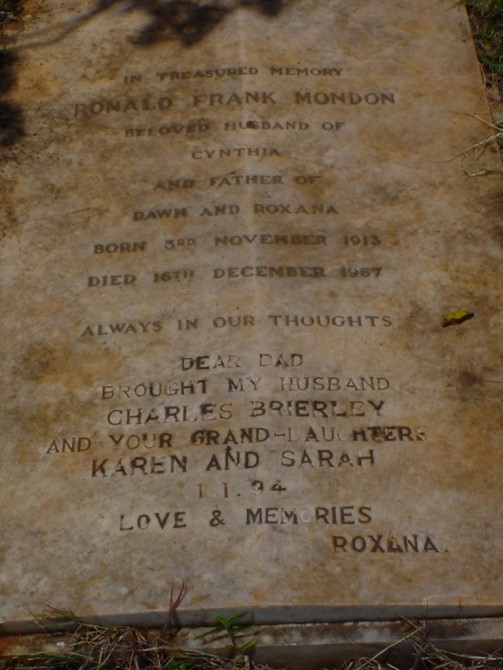 IN TREASURED MEMORY
RONALD FRANK MONDON
BELOVED HUSBAND OF
CYNTHIA
AND FATHER OF
DAWN AND ROXANA
BORN 3RD NOVEMBER 1913
DIED 16TH DECEMBER 1967
ALWAYS IN OUR THOUGHTS
DEAR DAD
BROUGHT MY HUSBAND
CHARLES BRIERLEY
AND YOUR GRAND-DAUGHTERS
KAREN AND SARAH
1.1.94
LOVE & MEMORIES
ROXANA.